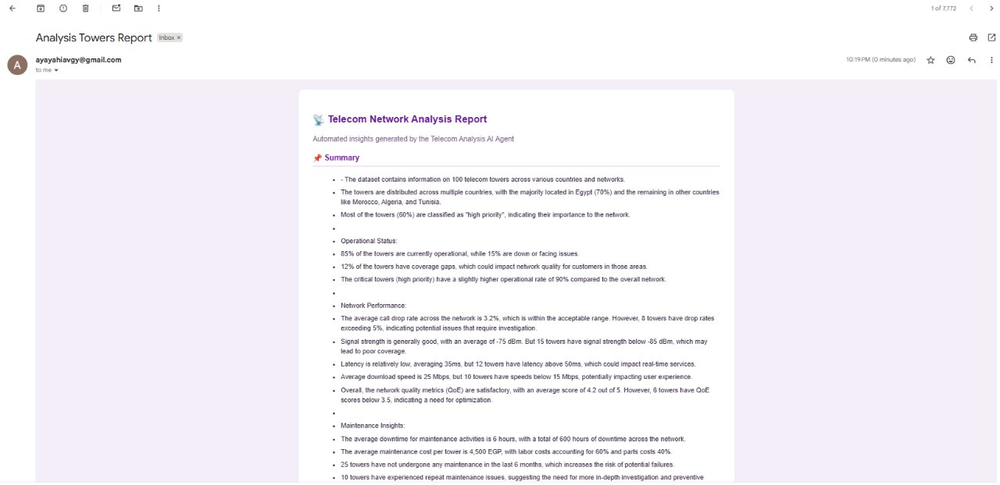 1 of 7,772
Analysis Towers Report Inbox ×
A
ayayahiavgy@gmail.com
10:19 PM (0 minutes ago)
to me
Telecom Network Analysis Report
Automated insights generated by the Telecom Analysis AI Agent
Summary
• - The dataset contains information on 100 telecom towers across various countries and networks.
• The towers are distributed across multiple countries, with the majority located in Egypt (70%) and the remaining in other countries
like Morocco, Algeria, and Tunisia.
• Most of the towers (60%) are classified as "high priority", indicating their importance to the network.
•
• Operational Status:
• 85% of the towers are currently operational, while 15% are down or facing issues.
• 12% of the towers have coverage gaps, which could impact network quality for customers in those areas.
• The critical towers (high priority) have a slightly higher operational rate of 90% compared to the overall network.
•
• Network Performance:
• The average call drop rate across the network is 3.2%, which is within the acceptable range. However, 8 towers have drop rates
exceeding 5%, indicating potential issues that require investigation.
• Signal strength is generally good, with an average of -75 dBm. But 15 towers have signal strength below -85 dBm, which may
lead to poor coverage.
• Latency is relatively low, averaging 35ms, but 12 towers have latency above 50ms, which could impact real-time services.
• Average download speed is 25 Mbps, but 10 towers have speeds below 15 Mbps, potentially impacting user experience.
• Overall, the network quality metrics (QoE) are satisfactory, with an average score of 4.2 out of 5. However, 6 towers have QoE
scores below 3.5, indicating a need for optimization.
•
• Maintenance Insights:
• The average downtime for maintenance activities is 6 hours, with a total of 600 hours of downtime across the network.
• The average maintenance cost per tower is 4,500 EGP, with labor costs accounting for 60% and parts costs 40%.
• 25 towers have not undergone any maintenance in the last 6 months, which increases the risk of potential failures.
• 10 towers have experienced repeat maintenance issues, suggesting the need for more in-depth investigation and preventive